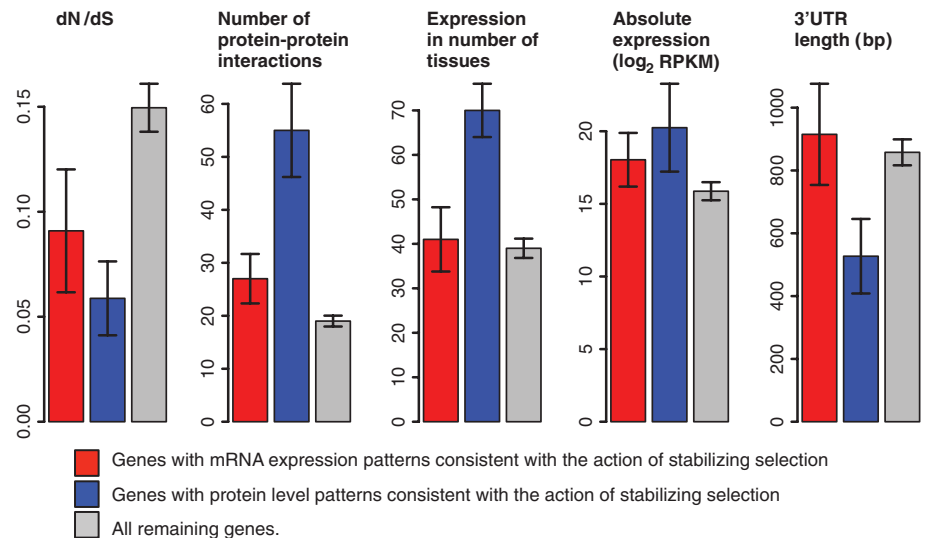 dN/dS
Number of
protein-protein
interactions
Expression
in number of
tissues
Absolute
expression
(log2 RPKM)
3'UTR
length (bp)
0.15
0.10
0.05
0.00
60
50
40
30
20
10
0
70
60
50
40
30
20
10
0
20
15
10
5
0
1000
800
600
400
200
0
Genes with mRNA expression patterns consistent with the action of stabilizing selection
Genes with protein level patterns consistent with the action of stabilizing selection
All remaining genes.